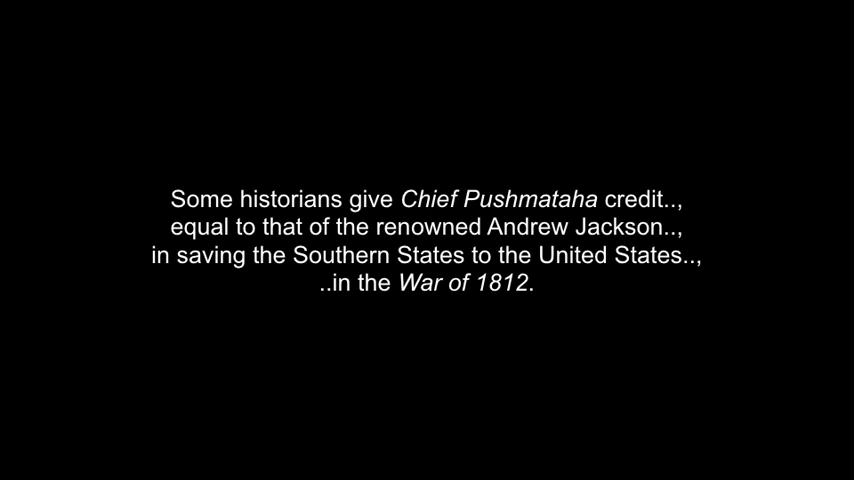 Some historians give Chief Pushmataha credit..,
equal to that of the renowned Andrew Jackson..,
in saving the Southern States to the United States..,
..in the War of 1812.